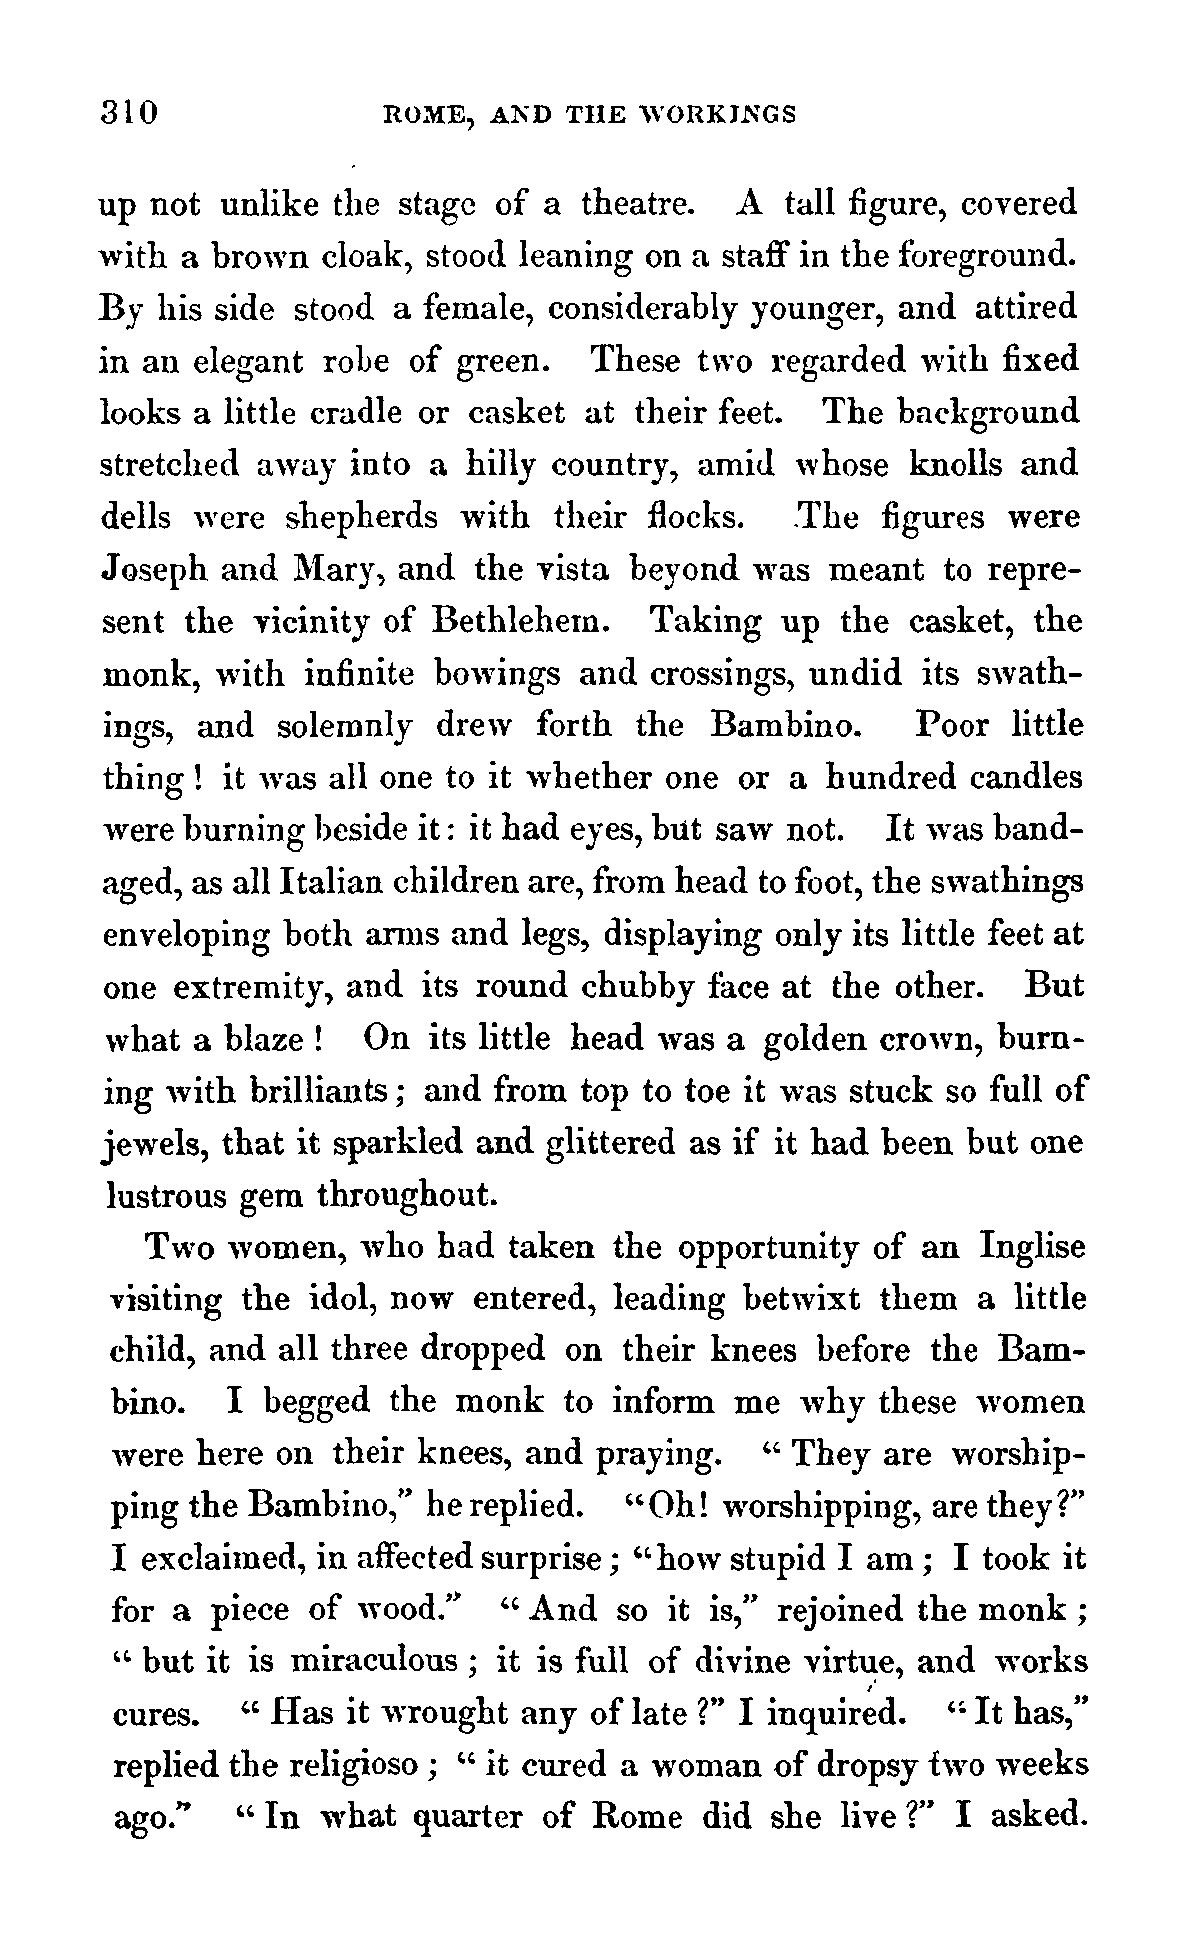 310 ROME, AND THE WORKINGS
up not unlike the stage of a theatre. A tall figure, covered
with a brown cloak, stood leaning on a staff in the foreground.
By his side stood a female, considerably younger, and attired
in an elegant robe of green. These two regarded with fixed
looks a little cradle or casket at their feet. The background
stretched away into a hilly country, amid whose knolls and
dells were shepherds with their flocks. The figures were
Joseph and Mary, and the vista beyond was meant to repre-
sent the vicinity of Bethlehem. Taking up the casket, the
monk, with infinite bowings and crossings, undid its swath-
ings, and solemnly drew forth the Bambino. Poor little
thing! it was all one to it whether one or a hundred candles
were burning beside it: it had eyes, but saw not. It was band-
aged, as all Italian children are, from head to foot, the swathings
enveloping both arms and legs, displaying only its little feet at
one extremity, and its round chubby face at the other. But
what a blaze! On its little head was a golden crown, burn-
ing with brilliants; and from top to toe it was stuck so full of
jewels, that it sparkled and glittered as if it had been but one
lustrous gem throughout.
Two women, who had taken the opportunity of an Inglise
visiting the idol, now entered, leading betwixt them a little
child, and all three dropped on their knees before the Bam-
bino. I begged the monk to inform me why these women
were here on their knees, and praying. "They are worship-
ping the Bambino," he replied. "Oh! worshipping, are they?"
I exclaimed, in affected surprise; "how stupid I am; I took it
for a piece of wood." "And so it is," rejoined the monk;
"but it is miraculous; it is full of divine virtue, and works
cures. "Has it wrought any of late?" I inquired. "It has,"
replied the religioso; "it cured a woman of dropsy two weeks
ago." "In what quarter of Rome did she live?" I asked.